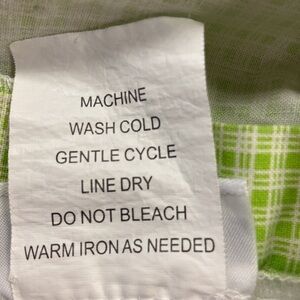 MACHINE
WASH COLD
GENTLE CYCLE
LINE DRY
DO NOT BLEACH
WARM IRON AS NEEDED